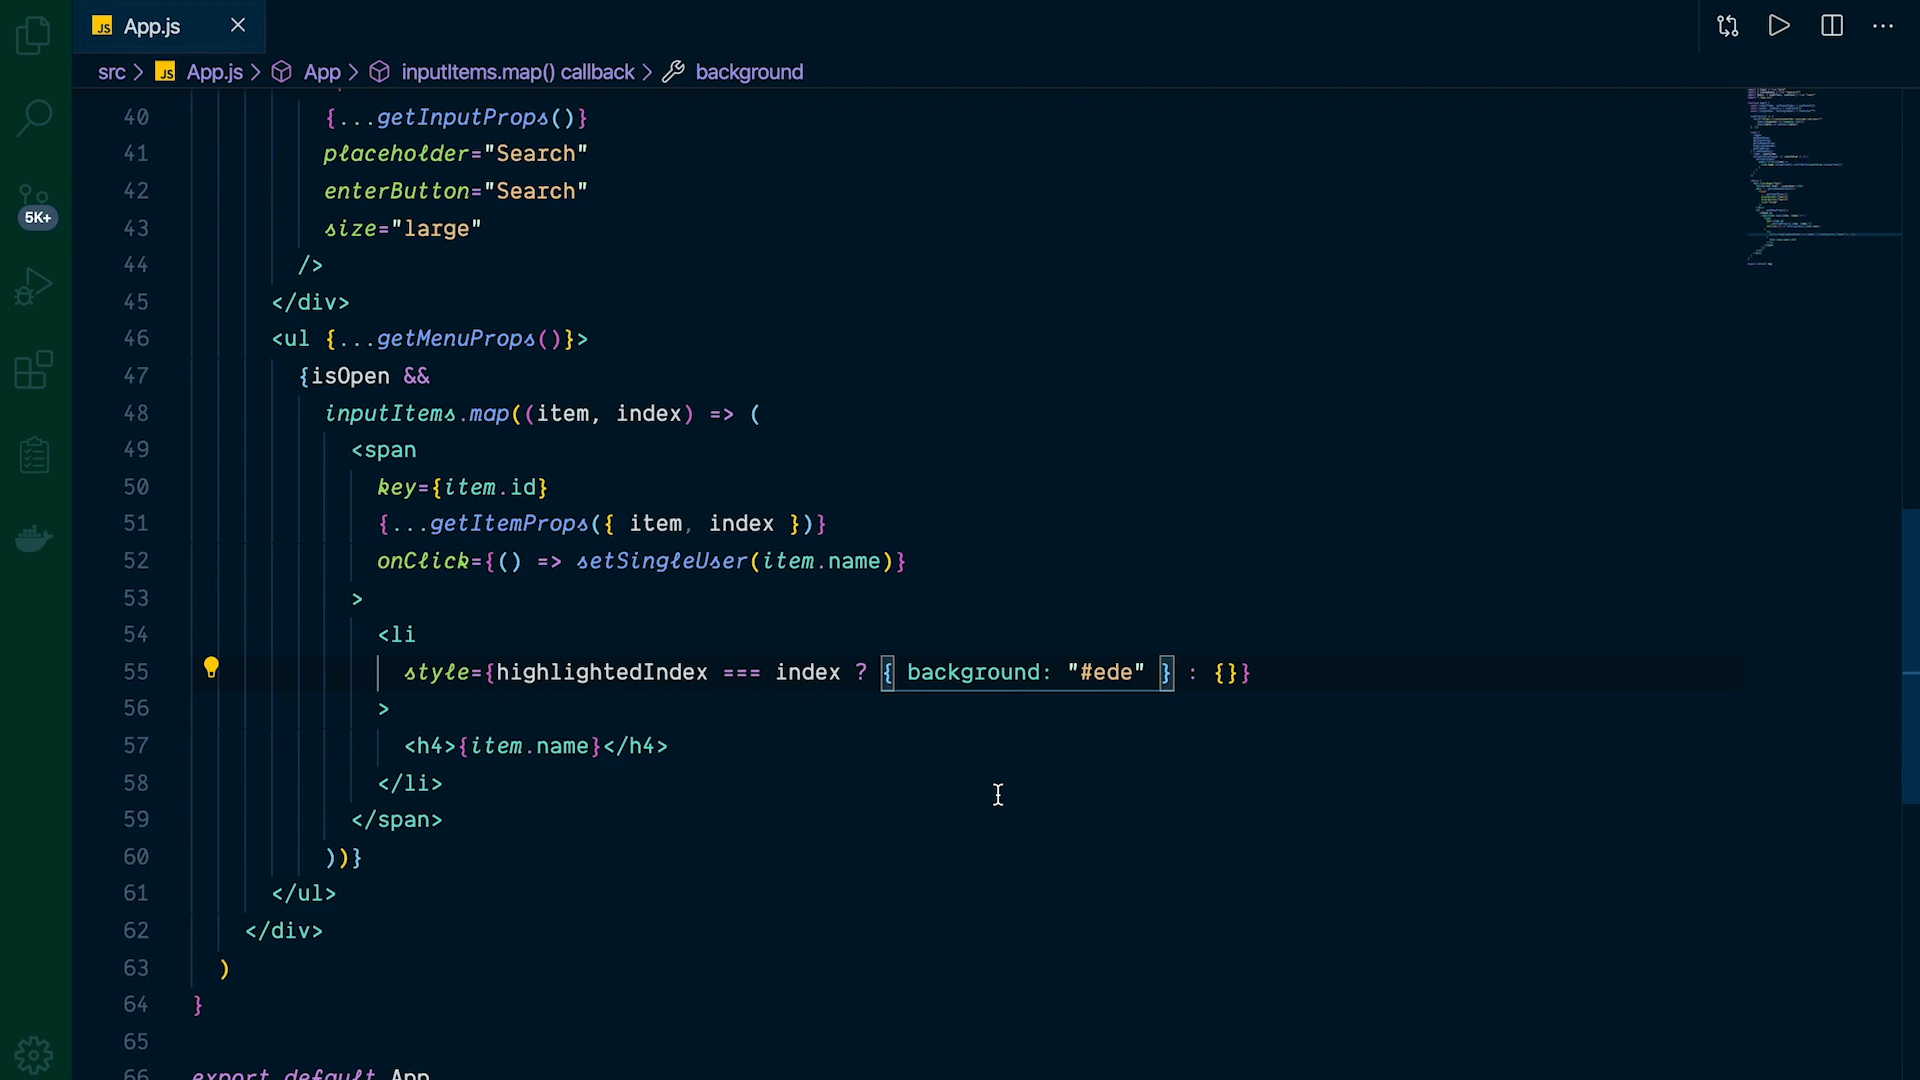 JS App.js
src > JS App.js > App > inputItems.map() callback > background
5K+
40 {...getInputProps()}
41 placeholder="Search"
42 enterButton="Search"
43 size="large"
44 />
45 </div>
46 <ul {...getMenuProps()}>
47 {isOpen &&
48 inputItems.map((item, index) => (
49 <span
50 key={item.id}
51 {...getItemProps({ item, index })}
52 onClick={() => setSingleUser(item.name)}
53 >
54 <li
55 style={highlightedIndex === index ? { background: "#ede" } : {}}
56 >
57 <h4>{item.name}</h4>
58 </li>
59 </span>
60 ))}
61 </ul>
62 </div>
63 )
64 }
65
66 export default App